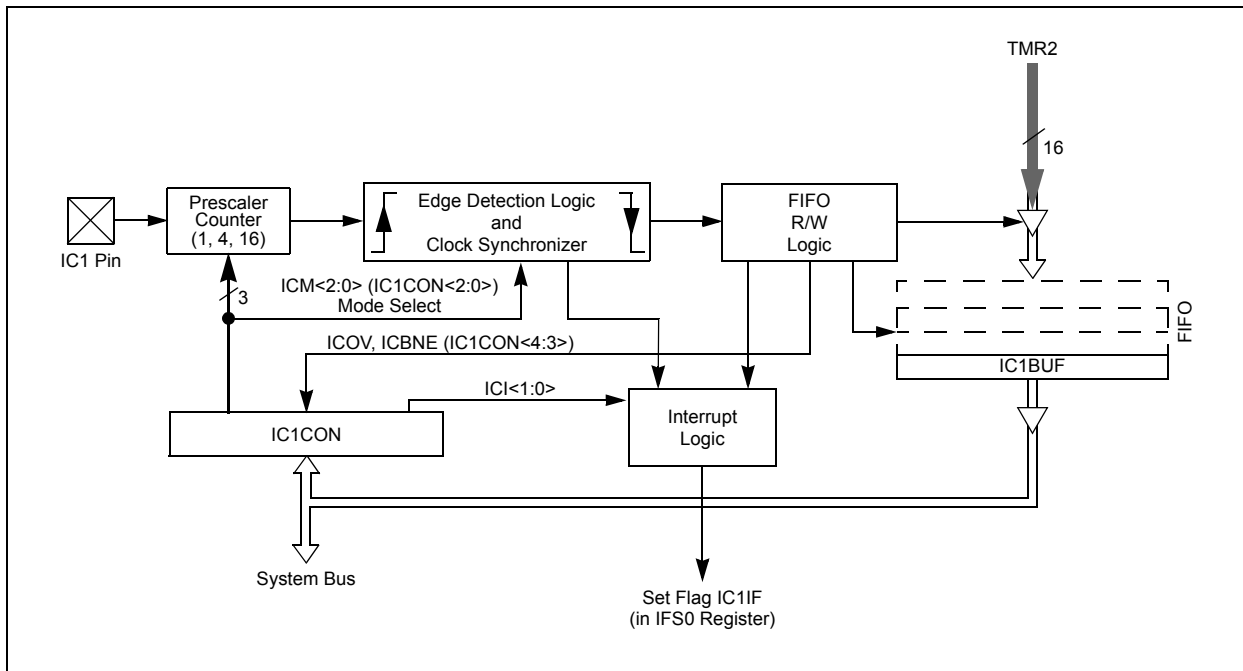 TMR2
16
Prescaler
Counter
(1, 4, 16)
Edge Detection Logic
and
Clock Synchronizer
FIFO
R/W
Logic
IC1 Pin
3
ICM<2:0> (IC1CON<2:0>)
Mode Select
FIFO
ICOV, ICBNE (IC1CON<4:3>)
IC1BUF
ICI<1:0>
IC1CON
Interrupt
Logic
System Bus
Set Flag IC1IF
(in IFS0 Register)